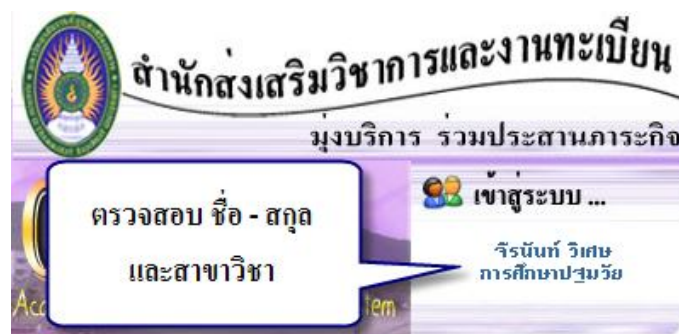 สำนักส่งเสริมวิชาการและงานทะเบียน
มุ่งบริการ ร่วมประสานภาระกิจ
เข้าสู่ระบบ ...
ตรวจสอบ ชื่อ - สกุล
และสาขาวิชา
จิรนันท์ วิเศษ
การศึกษาปฐมวัย
Acc
tem